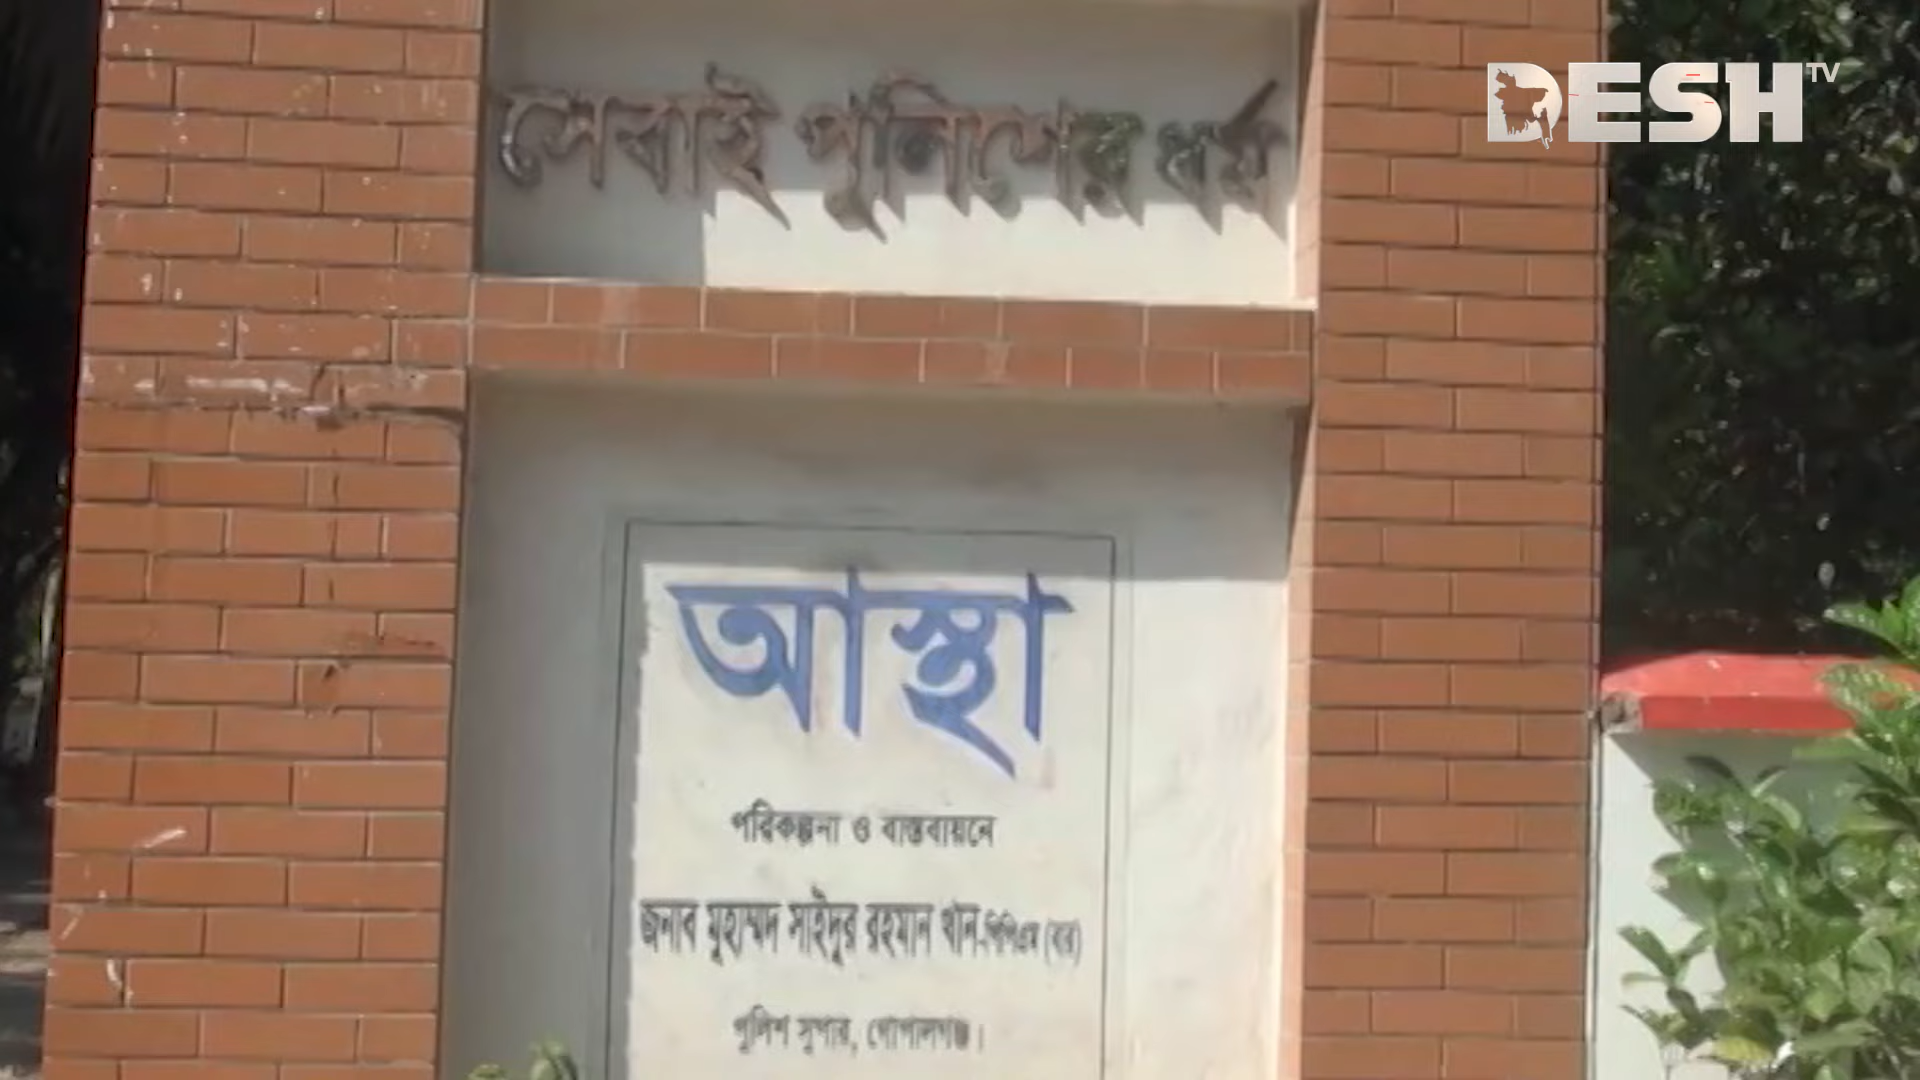 DESH TV
সেবাই পুলিশের ধর্ম
আস্থা
পরিকল্পনা ও বাস্তবায়নে
জনাব মুহাম্মদ সাইদুর রহমান খান-পিপিএম (বার)
পুলিশ সুপার, গোপালগঞ্জ।